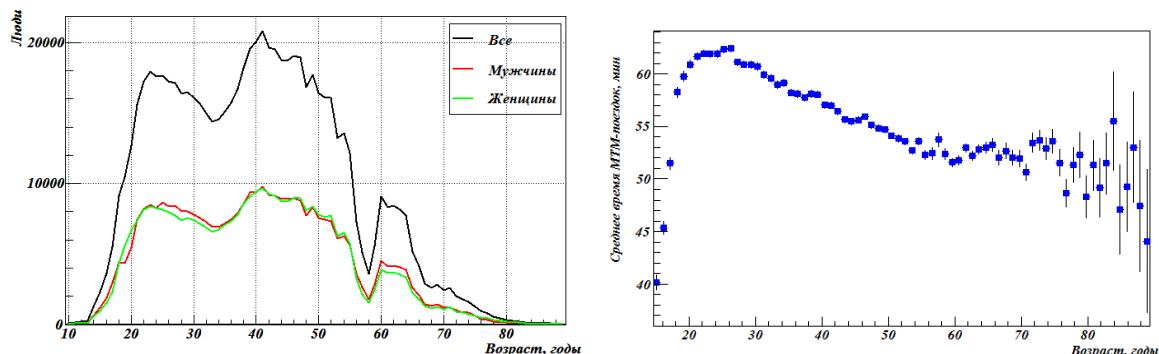 Люди
20000
10000
0
Все
Мужчины
Женщины
10 20 30 40 50 60 70 80
Возраст, годы
Среднее время МТМ-поездок, мин
60
55
50
45
40
20 30 40 50 60 70 80
Возраст, годы